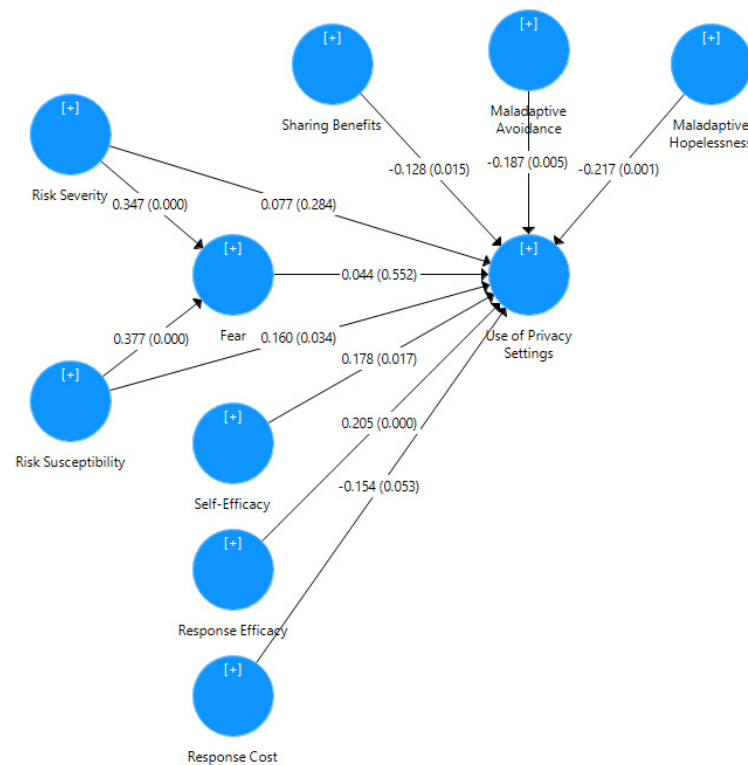 [+]
Sharing Benefits
[+]
Maladaptive
Avoidance
[+]
Maladaptive
Hopelessness
[+]
Risk Severity
-0.128 (0.015)
-0.187 (0.005)
-0.217 (0.001)
0.347 (0.000)
0.077 (0.284)
[+]
Fear
0.044 (0.552)
[+]
Use of Privacy
Settings
0.377 (0.000)
0.160 (0.034)
[+]
Risk Susceptibility
0.178 (0.017)
[+]
Self-Efficacy
0.205 (0.000)
-0.154 (0.053)
[+]
Response Efficacy
[+]
Response Cost